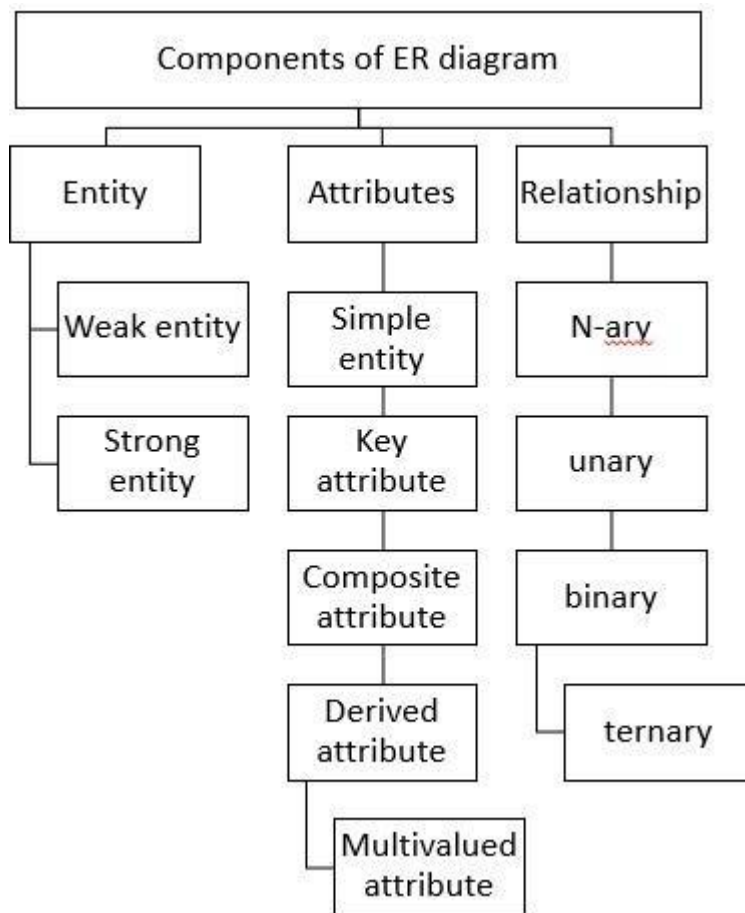 Components of ER diagram
Entity
Attributes
Relationship
Weak entity
Simple
entity
N-ary
Strong
entity
Key
attribute
unary
Composite
attribute
binary
Derived
attribute
ternary
Multivalued
attribute